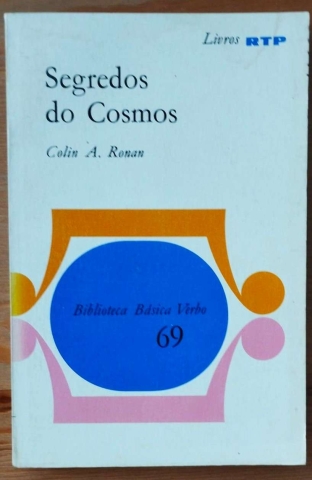 Livros RTP
Segredos
do Cosmos
Colin A. Ronan
Biblioteca Básica Verbo
69